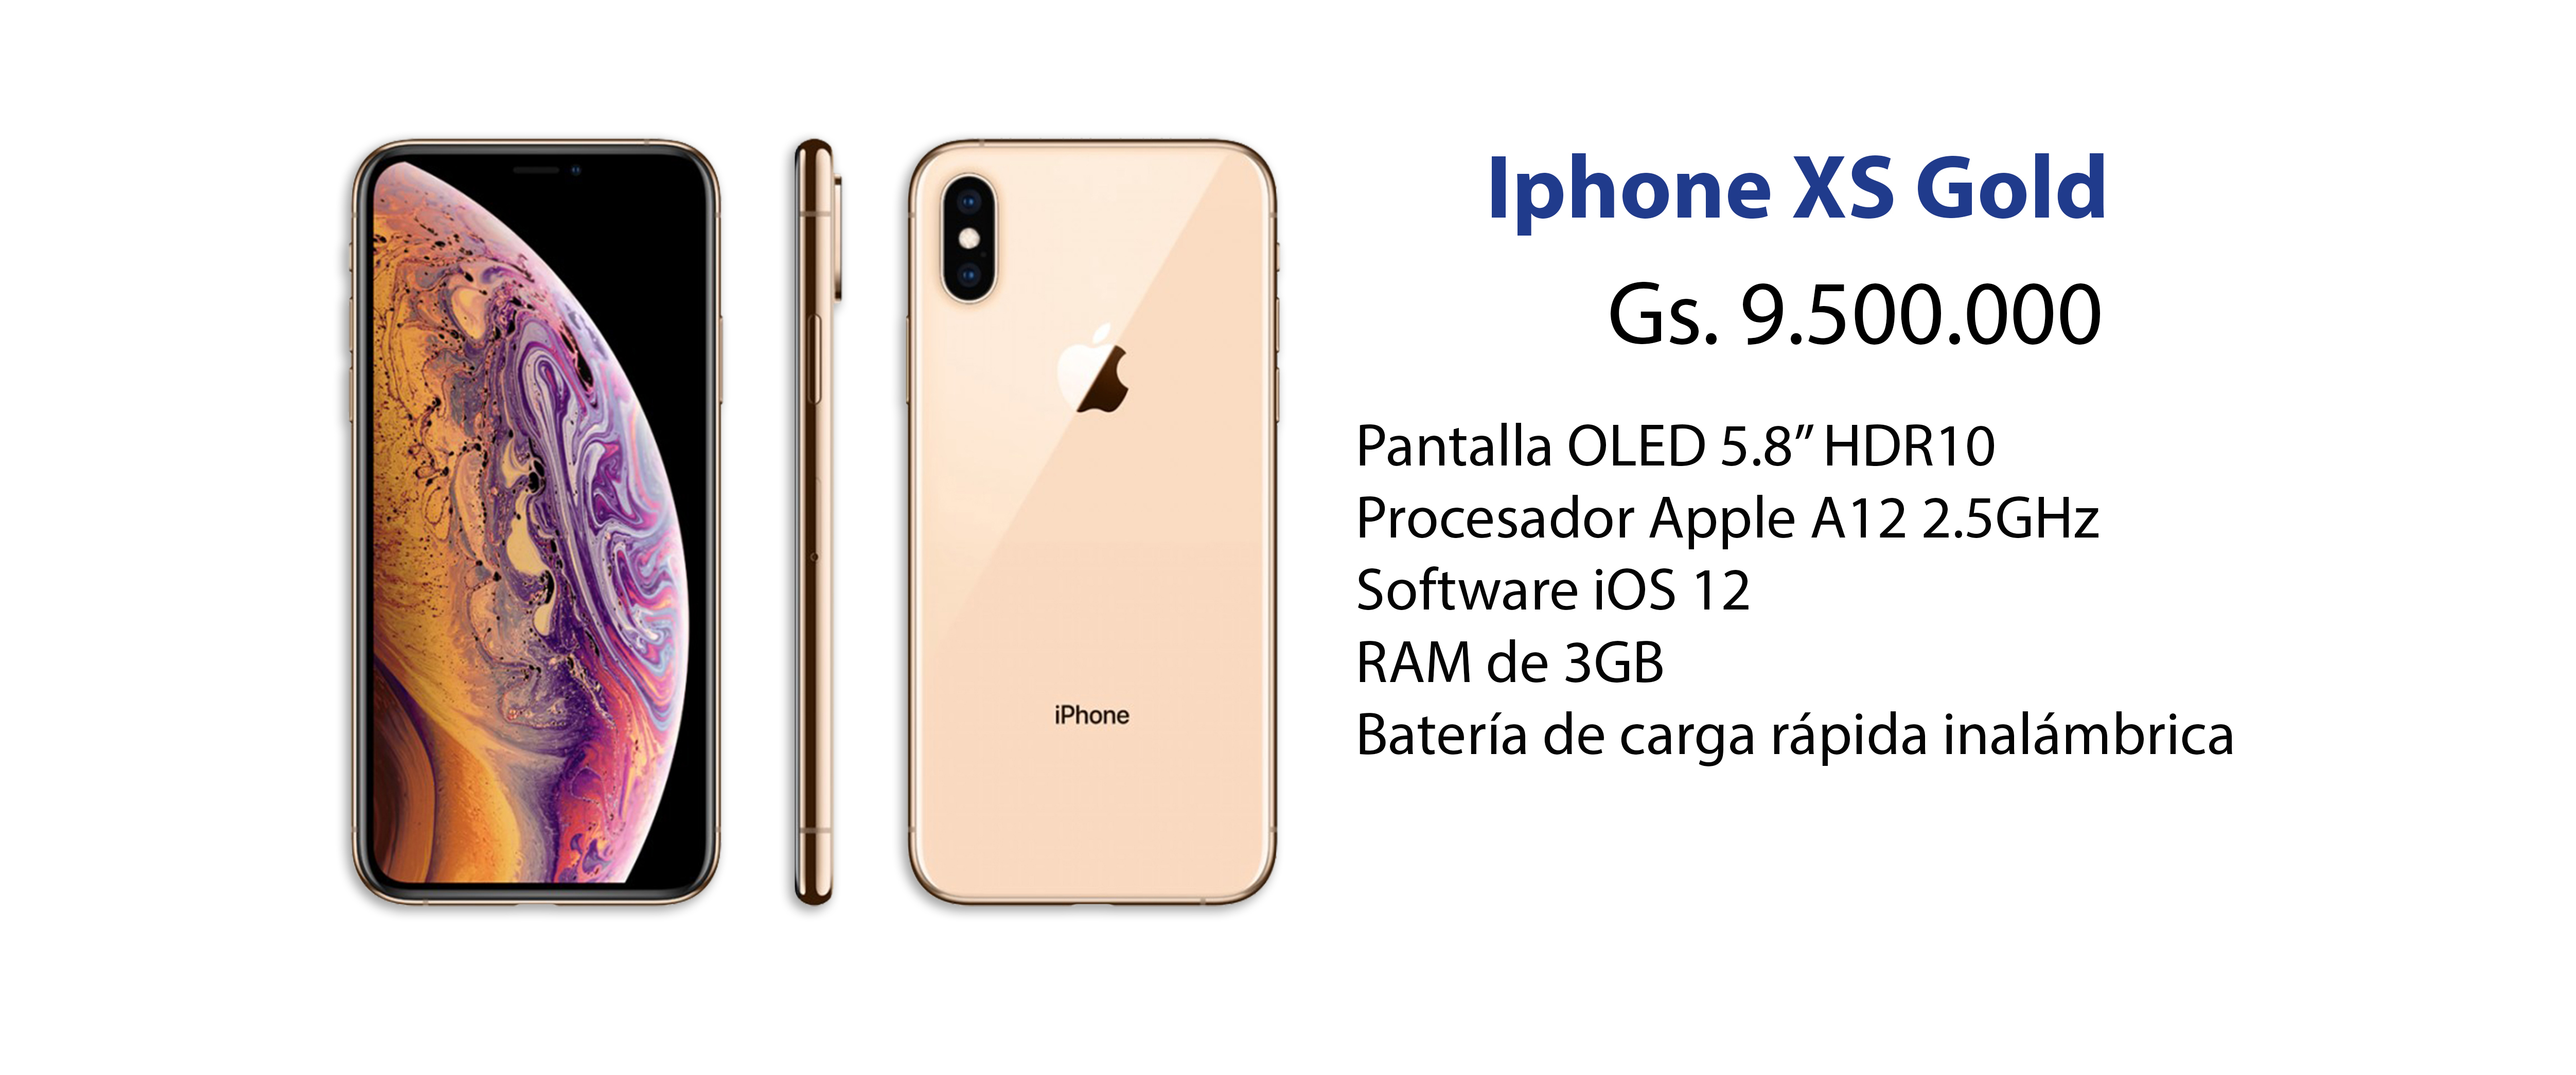 Iphone XS Gold
Gs. 9.500.000
Pantalla OLED 5.8” HDR10
Procesador Apple A12 2.5GHz
Software iOS 12
RAM de 3GB
Batería de carga rápida inalámbrica
iPhone